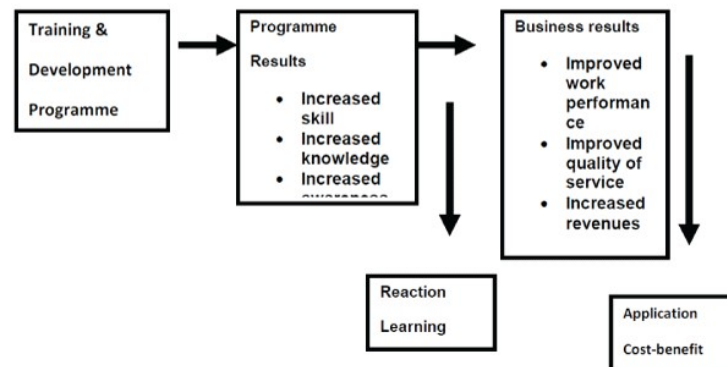 Training &
Development
Programme
Programme
Results
• Increased
skill
• Increased
knowledge
• Increased
Business results
• Improved
work
performan
ce
• Improved
quality of
service
• Increased
revenues
Reaction
Learning
Application
Cost-benefit